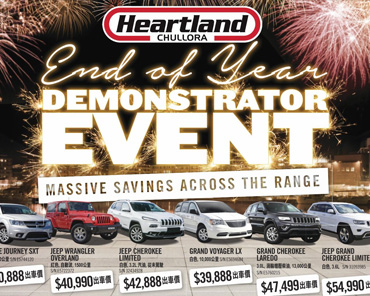 Heartland
CHULLORA
End of Year
DEMONSTRATOR
EVENT
MASSIVE SAVINGS ACROSS THE RANGE
JOURNEY SXT
JEEP WRANGLER
OVERLAND
JEEP CHEROKEE
LIMITED
GRAND VOYAGER LX
GRAND CHEROKEE
LAREDO
JEEP GRAND
CHEROKEE LIMITED
0,888出車價
$40,990出車價
$42,888出車價
$39,888出車價
$47,499出車價
$54,990出車